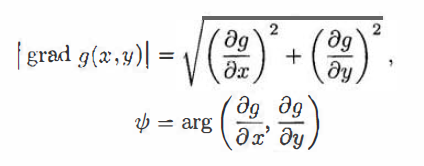 | grad g(x,y)| = √( (∂g/∂x)² + (∂g/∂y)² ) ,
ψ = arg ( ∂g/∂x, ∂g/∂y )